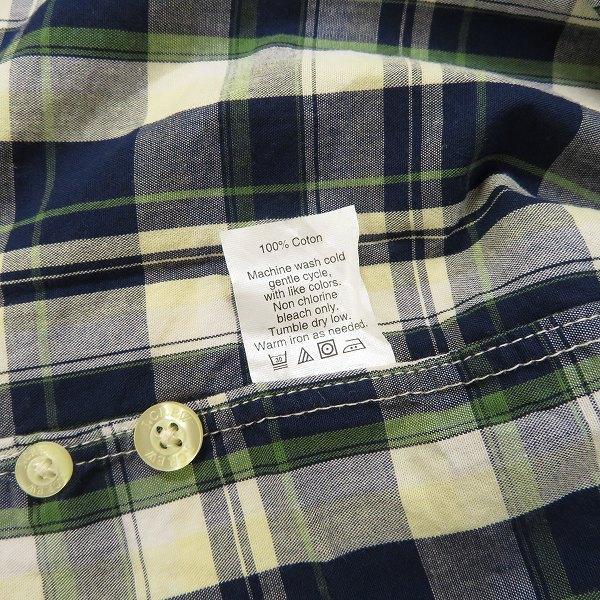 100% Coton
Machine wash cold
gentle cycle,
with like colors.
Non chlorine
bleach only.
Tumble dry low.
Warm iron as needed.
30